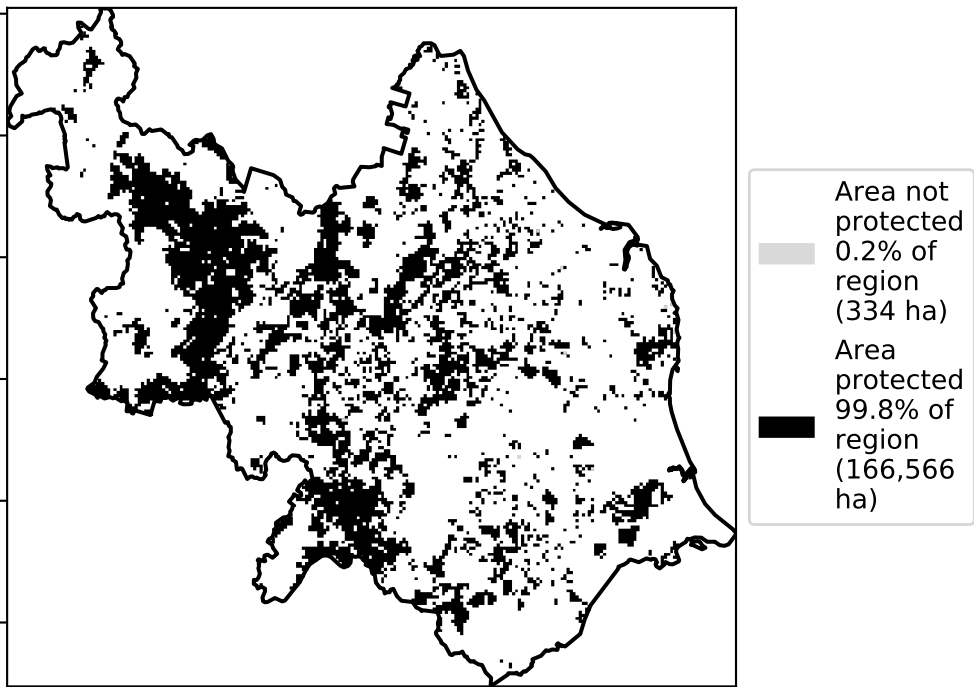 Area not
protected
0.2% of
region
(334 ha)
Area
protected
99.8% of
region
(166,566
ha)